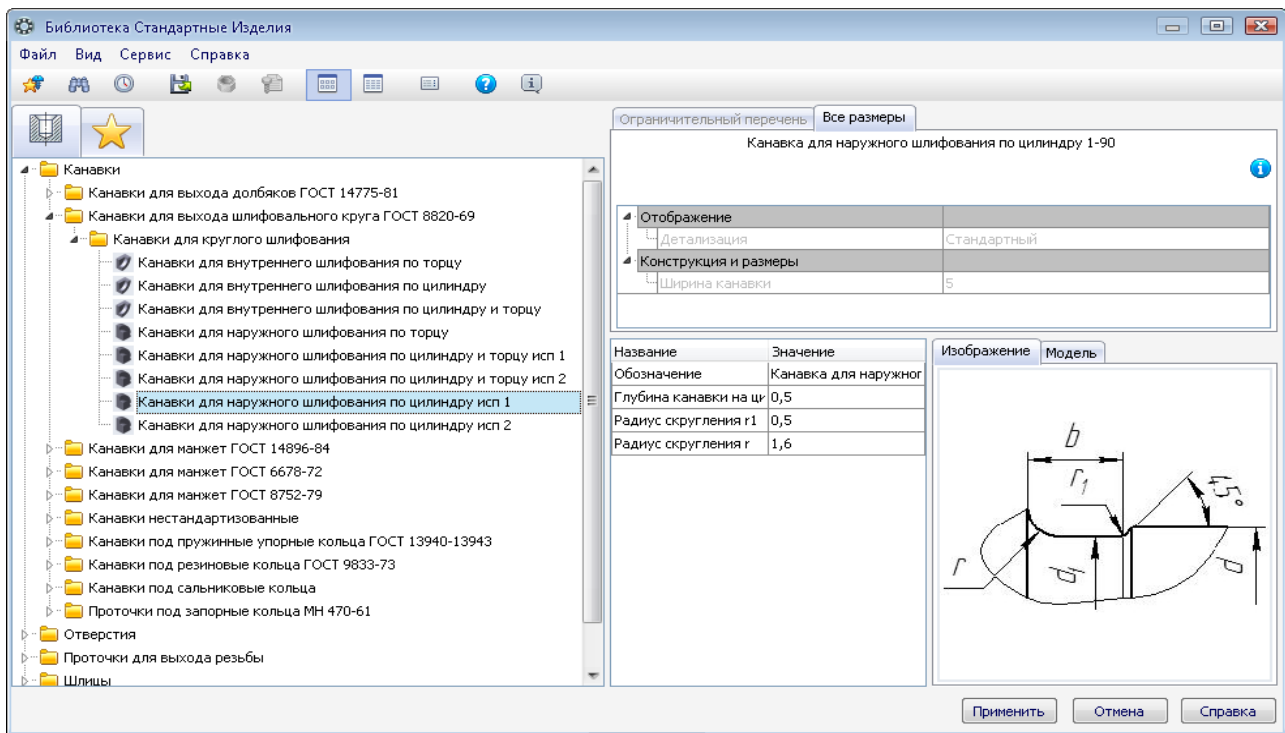 Библиотека Стандартные Изделия
Файл Вид Сервис Справка
Канавки
Канавки для выхода долбяков ГОСТ 14775-81
Канавки для выхода шлифовального круга ГОСТ 8820-69
Канавки для круглого шлифования
Канавки для внутреннего шлифования по торцу
Канавки для внутреннего шлифования по цилиндру
Канавки для внутреннего шлифования по цилиндру и торцу
Канавки для наружного шлифования по торцу
Канавки для наружного шлифования по цилиндру и торцу исп 1
Канавки для наружного шлифования по цилиндру и торцу исп 2
Канавки для наружного шлифования по цилиндру исп 1
Канавки для наружного шлифования по цилиндру исп 2
Канавки для манжет ГОСТ 14896-84
Канавки для манжет ГОСТ 6678-72
Канавки для манжет ГОСТ 8752-79
Канавки нестандартизованные
Канавки под пружинные упорные кольца ГОСТ 13940-13943
Канавки под резиновые кольца ГОСТ 9833-73
Канавки под сальниковые кольца
Проточки под запорные кольца МН 470-61
Отверстия
Проточки для выхода резьбы
Шлицы
Ограничительный перечень Все размеры
Канавка для наружного шлифования по цилиндру 1-90
Отображение
Детализация Стандартный
Конструкция и размеры
Ширина канавки 5
Название Значение
Обозначение Канавка для наружног
Глубина канавки на ци 0,5
Радиус скругления r1 0,5
Радиус скругления r 1,6
Изображение Модель
b
r₁
45°
r
d₁
d
Применить Отмена Справка